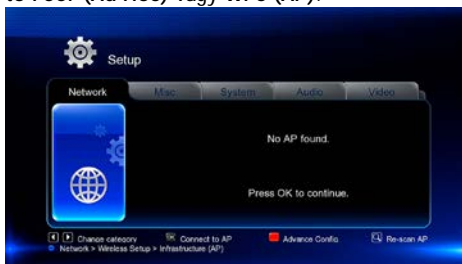 Setup
Network Misc System Audio Video
No AP found.
Press OK to continue.
Change category OK Connect to AP Advance Config Re-scan AP
Network > Wireless Setup > Infrastructure (AP)